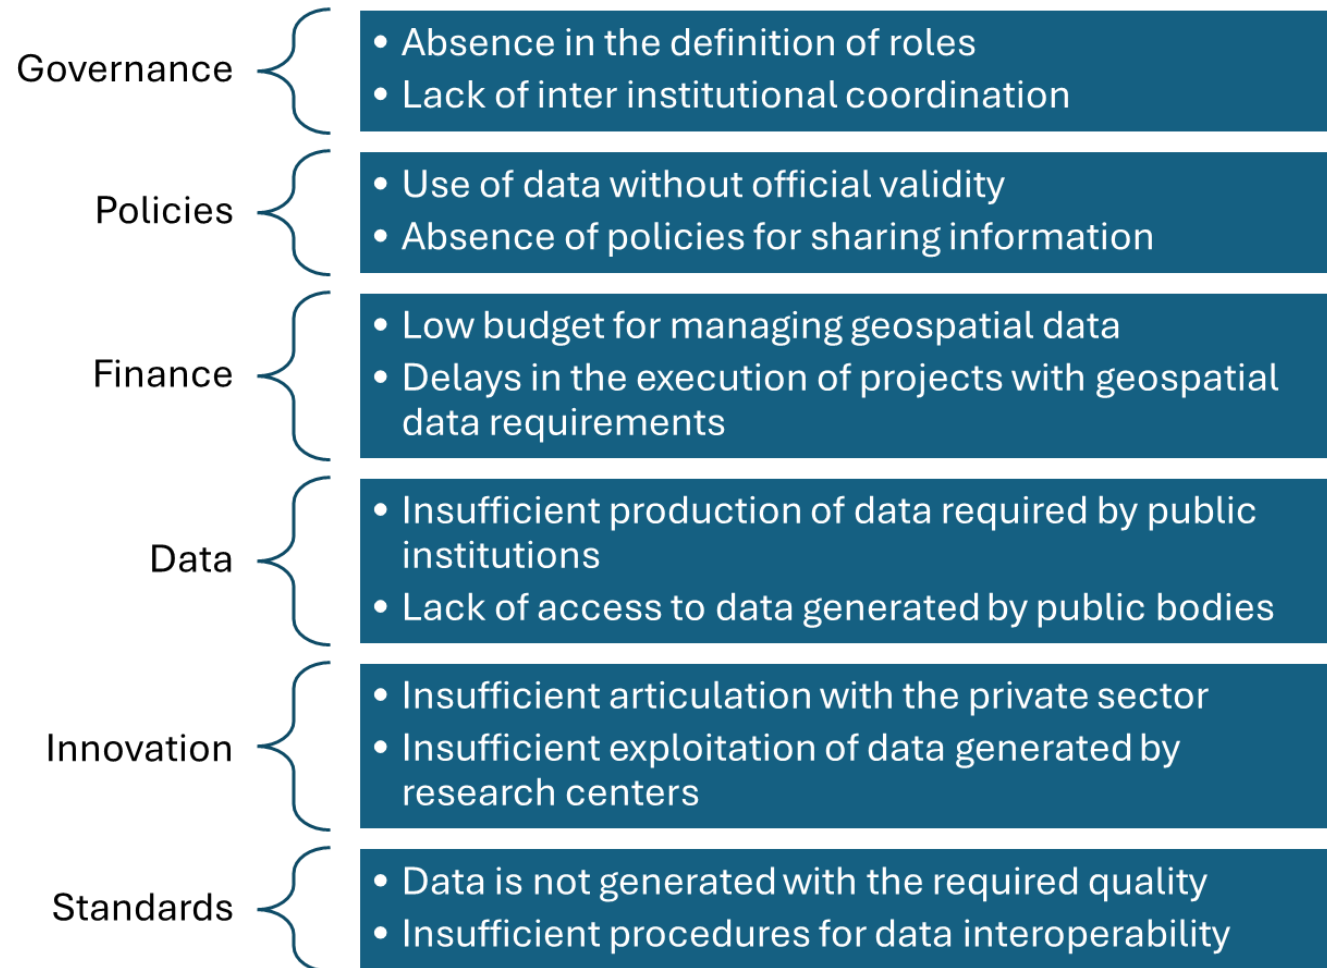 Governance
• Absence in the definition of roles
• Lack of inter institutional coordination
Policies
• Use of data without official validity
• Absence of policies for sharing information
Finance
• Low budget for managing geospatial data
• Delays in the execution of projects with geospatial
data requirements
Data
• Insufficient production of data required by public
institutions
• Lack of access to data generated by public bodies
Innovation
• Insufficient articulation with the private sector
• Insufficient exploitation of data generated by
research centers
Standards
• Data is not generated with the required quality
• Insufficient procedures for data interoperability